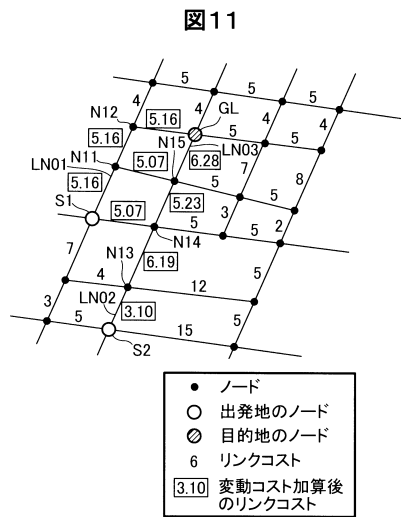 図11
5
4
4
5
5
N12
5.16
GL
4
4
5.16
N15
5
5
LN01
N11
5.07
LN03
6.28
7
8
5.16
S1
5.07
5.23
5
3
5
5
2
N14
7
N13
6.19
5
4
12
LN02
3.10
3
5
15
5
S2
ノード
出発地のノード
目的地のノード
6 リンクコスト
3.10 変動コスト加算後
のリンクコスト